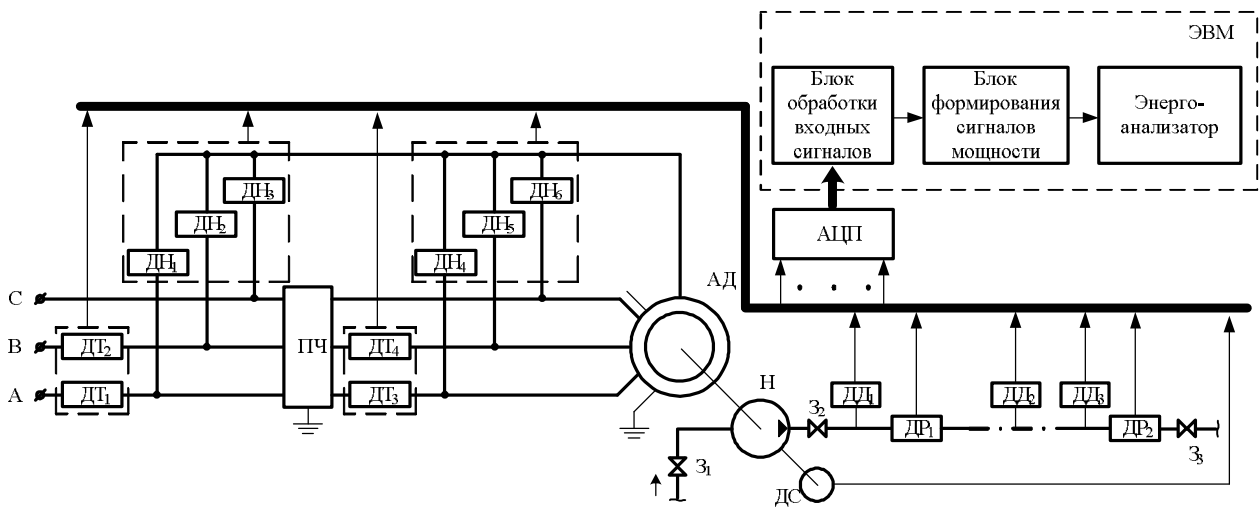 ЭВМ
Блок
обработки
входных
сигналов
Блок
формирования
сигналов
мощности
Энерго-
анализатор
АЦП
ДН₃
ДН₂
ДН₁
ДН₆
ДН₅
ДН₄
АД
С
В
А
ДТ₂
ДТ₁
ПЧ
ДТ₄
ДТ₃
Н
З₂
З₁
ДД₁
ДР₁
ДД₂
ДД₃
ДР₂
З₃
ДС